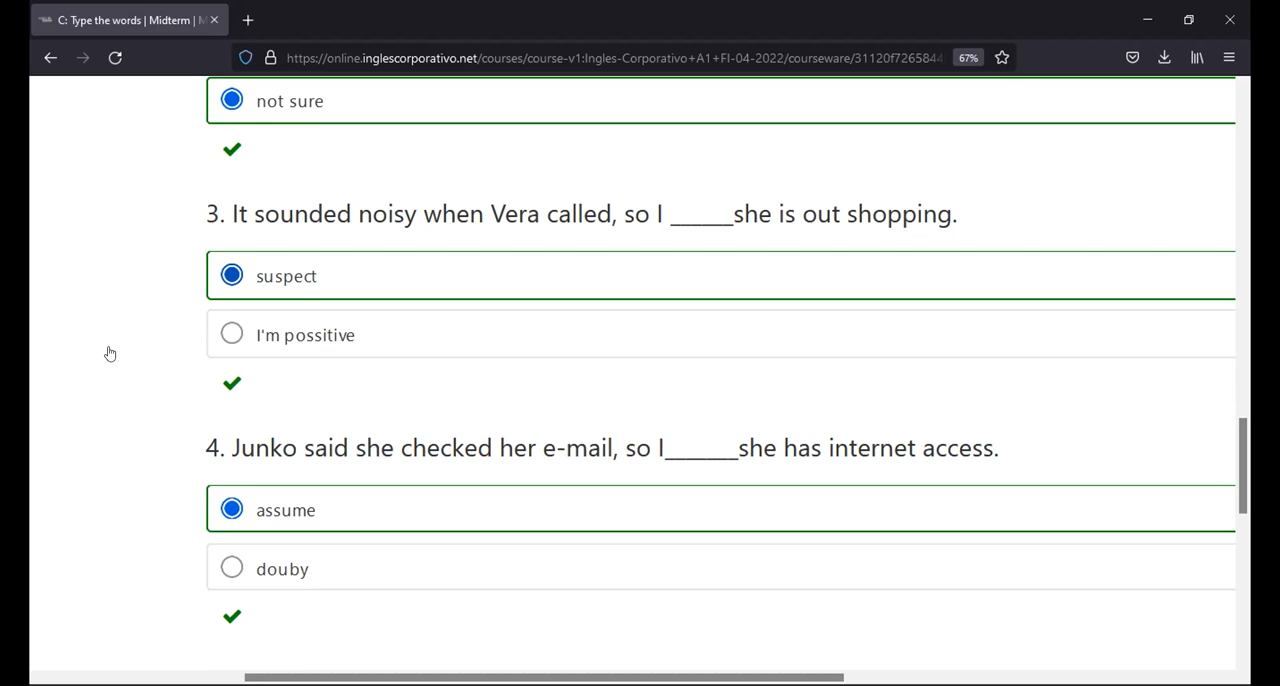 C: Type the words | Midterm | M
https://online.inglescorporativo.net/courses/course-v1:Ingles-Corporativo+A1+FI-04-2022/courseware/31120f7265844
67%
not sure
3. It sounded noisy when Vera called, so I _____she is out shopping.
suspect
I'm possitive
4. Junko said she checked her e-mail, so I______she has internet access.
assume
douby